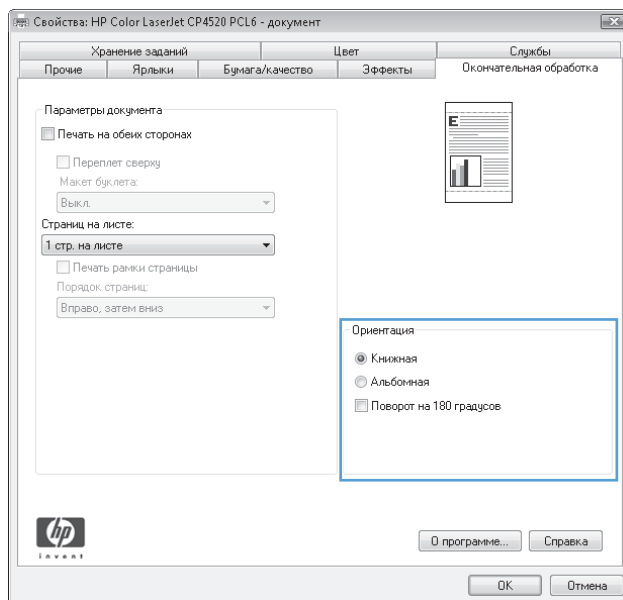 Свойства: HP Color LaserJet CP4520 PCL6 - документ
Хранение заданий
Цвет
Службы
Прочие
Ярлыки
Бумага/качество
Эффекты
Окончательная обработка
Параметры документа
Печать на обеих сторонах
Переплет сверху
Макет буклета:
Выкл.
Страниц на листе:
1 стр. на листе
Печать рамки страницы
Порядок страниц:
Вправо, затем вниз
E
Ориентация
Книжная
Альбомная
Поворот на 180 градусов
hp
invent
О программе...
Справка
OK
Отмена